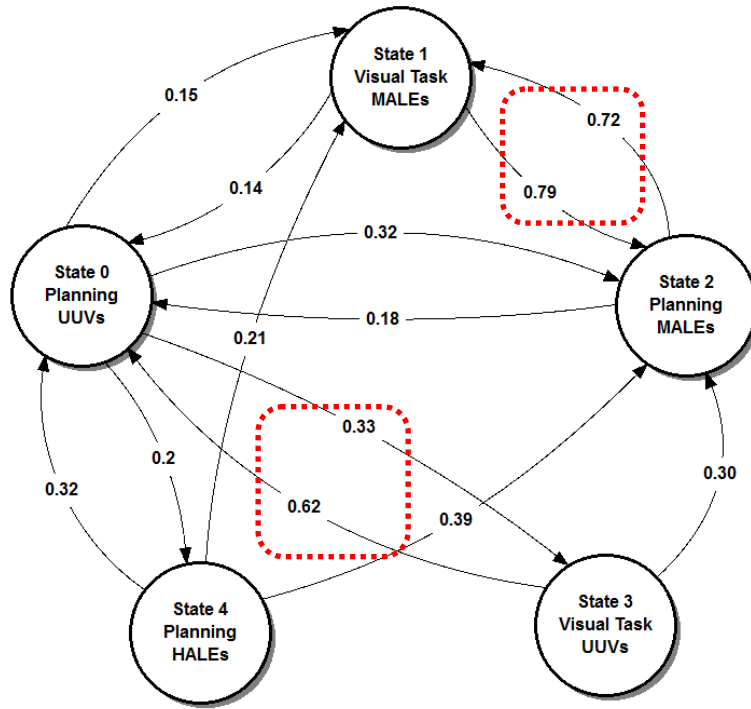 State 1
Visual Task
MALEs
0.15
0.72
0.14
0.79
0.32
State 0
Planning
UUVs
State 2
Planning
MALEs
0.18
0.21
0.33
0.2
0.32
0.62
0.39
0.30
State 4
Planning
HALEs
State 3
Visual Task
UUVs